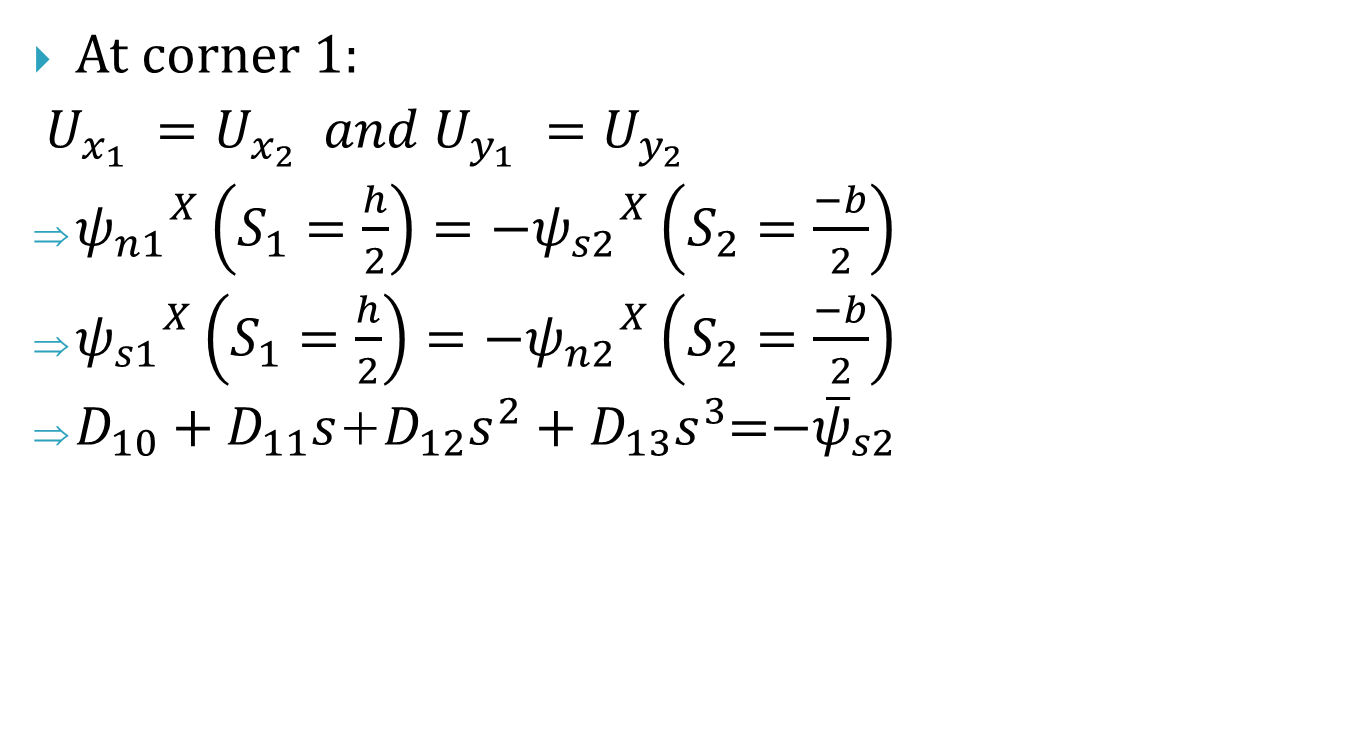 At corner 1:
U_{x_1} = U_{x_2} and U_{y_1} = U_{y_2}
⇒ ψ_{n1}^X (S_1 = h/2) = −ψ_{s2}^X (S_2 = −b/2)
⇒ ψ_{s1}^X (S_1 = h/2) = −ψ_{n2}^X (S_2 = −b/2)
⇒ D_{10} + D_{11}s+D_{12}s^2 + D_{13}s^3=−ψ̅_{s2}